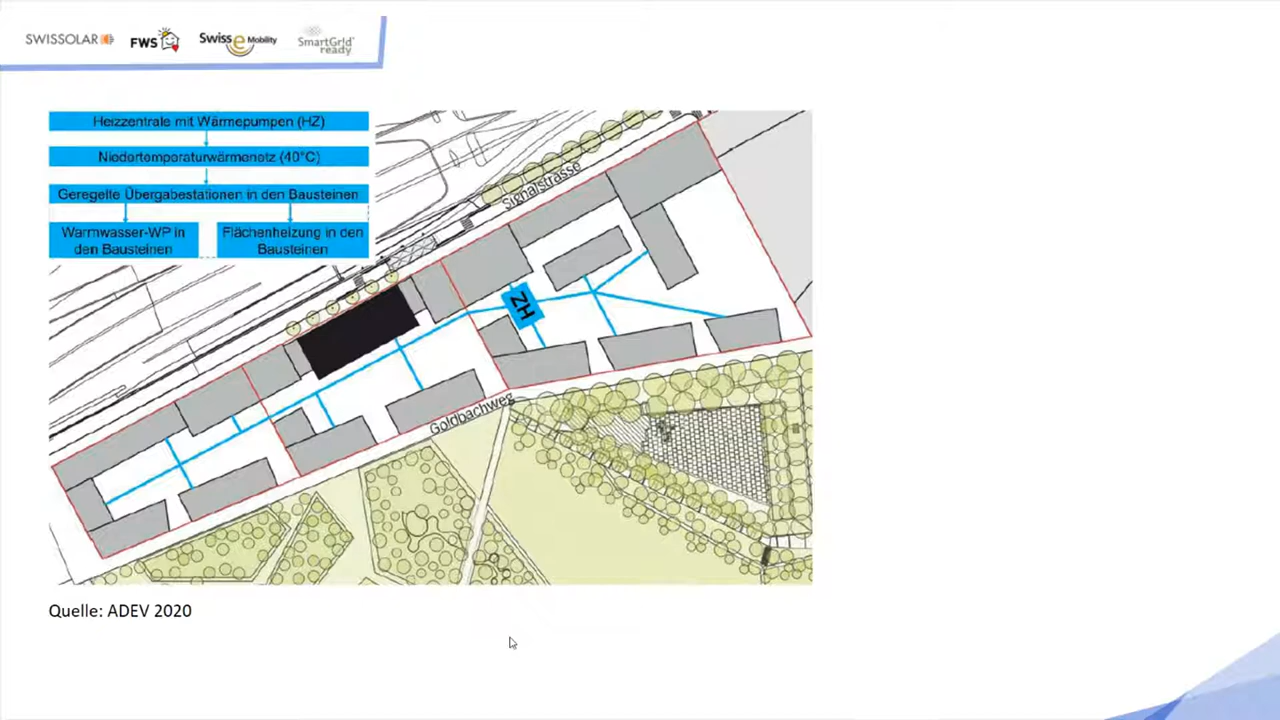 SWISSOLAR
FWS
Swiss e Mobility
SmartGrid
ready
Heizzentrale mit Wärmepumpen (HZ)
Niedertemperaturwärmenetz (40°C)
Geregelte Übergabestationen in den Bausteinen
Warmwasser-WP in
den Bausteinen
Flächenheizung in den
Bausteinen
Signalstrasse
HZ
Goldbachweg
Quelle: ADEV 2020